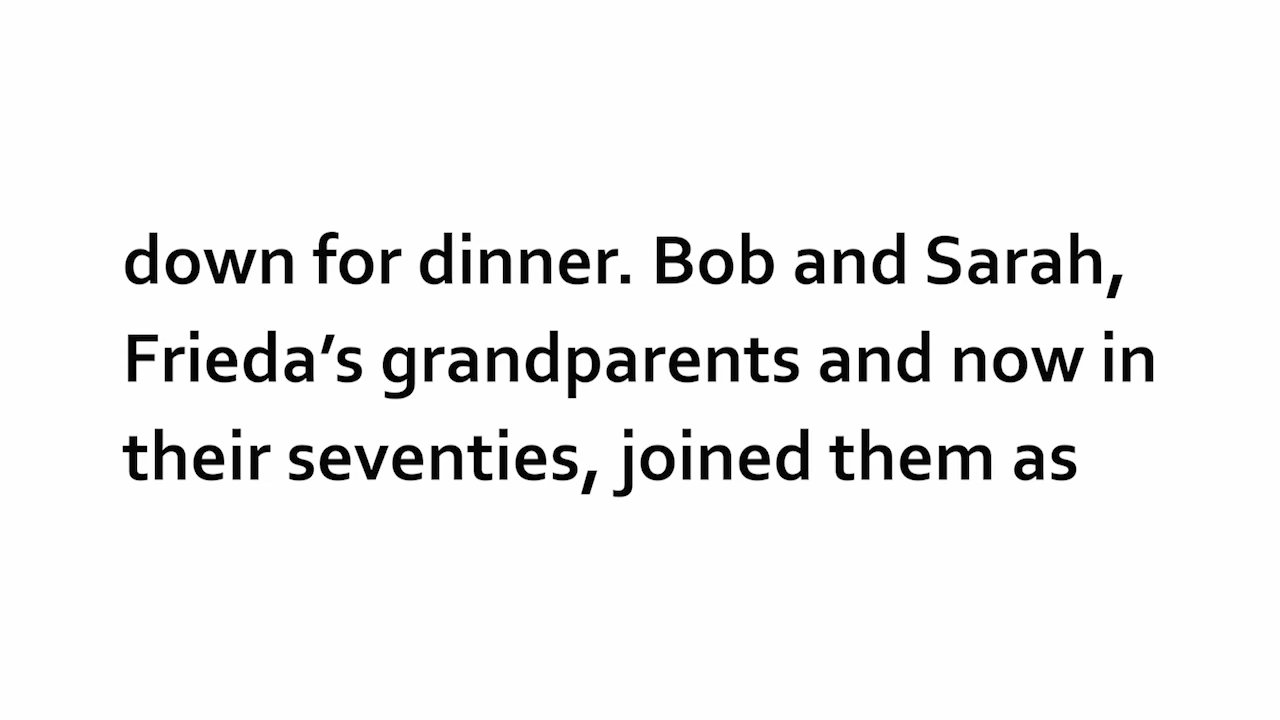 down for dinner. Bob and Sarah,
Frieda’s grandparents and now in
their seventies, joined them as